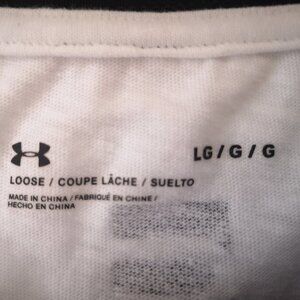 LG / G / G
LOOSE / COUPE LÂCHE / SUELTO
MADE IN CHINA / FABRIQUÉ EN CHINE /
HECHO EN CHINA